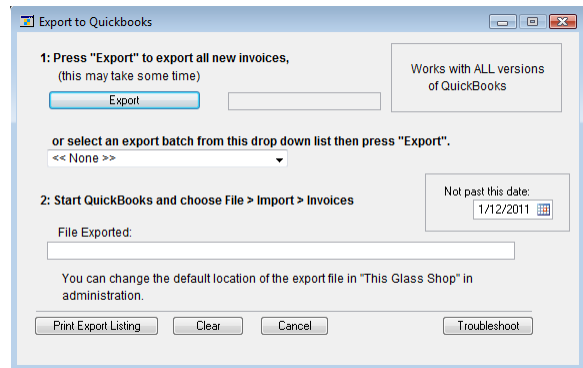 Export to Quickbooks
1: Press "Export" to export all new invoices,
(this may take some time)
Works with ALL versions
of QuickBooks
Export
or select an export batch from this drop down list then press "Export".
<< None >>
Not past this date:
1/12/2011
2: Start QuickBooks and choose File > Import > Invoices
File Exported:
You can change the default location of the export file in "This Glass Shop" in
administration.
Print Export Listing
Clear
Cancel
Troubleshoot